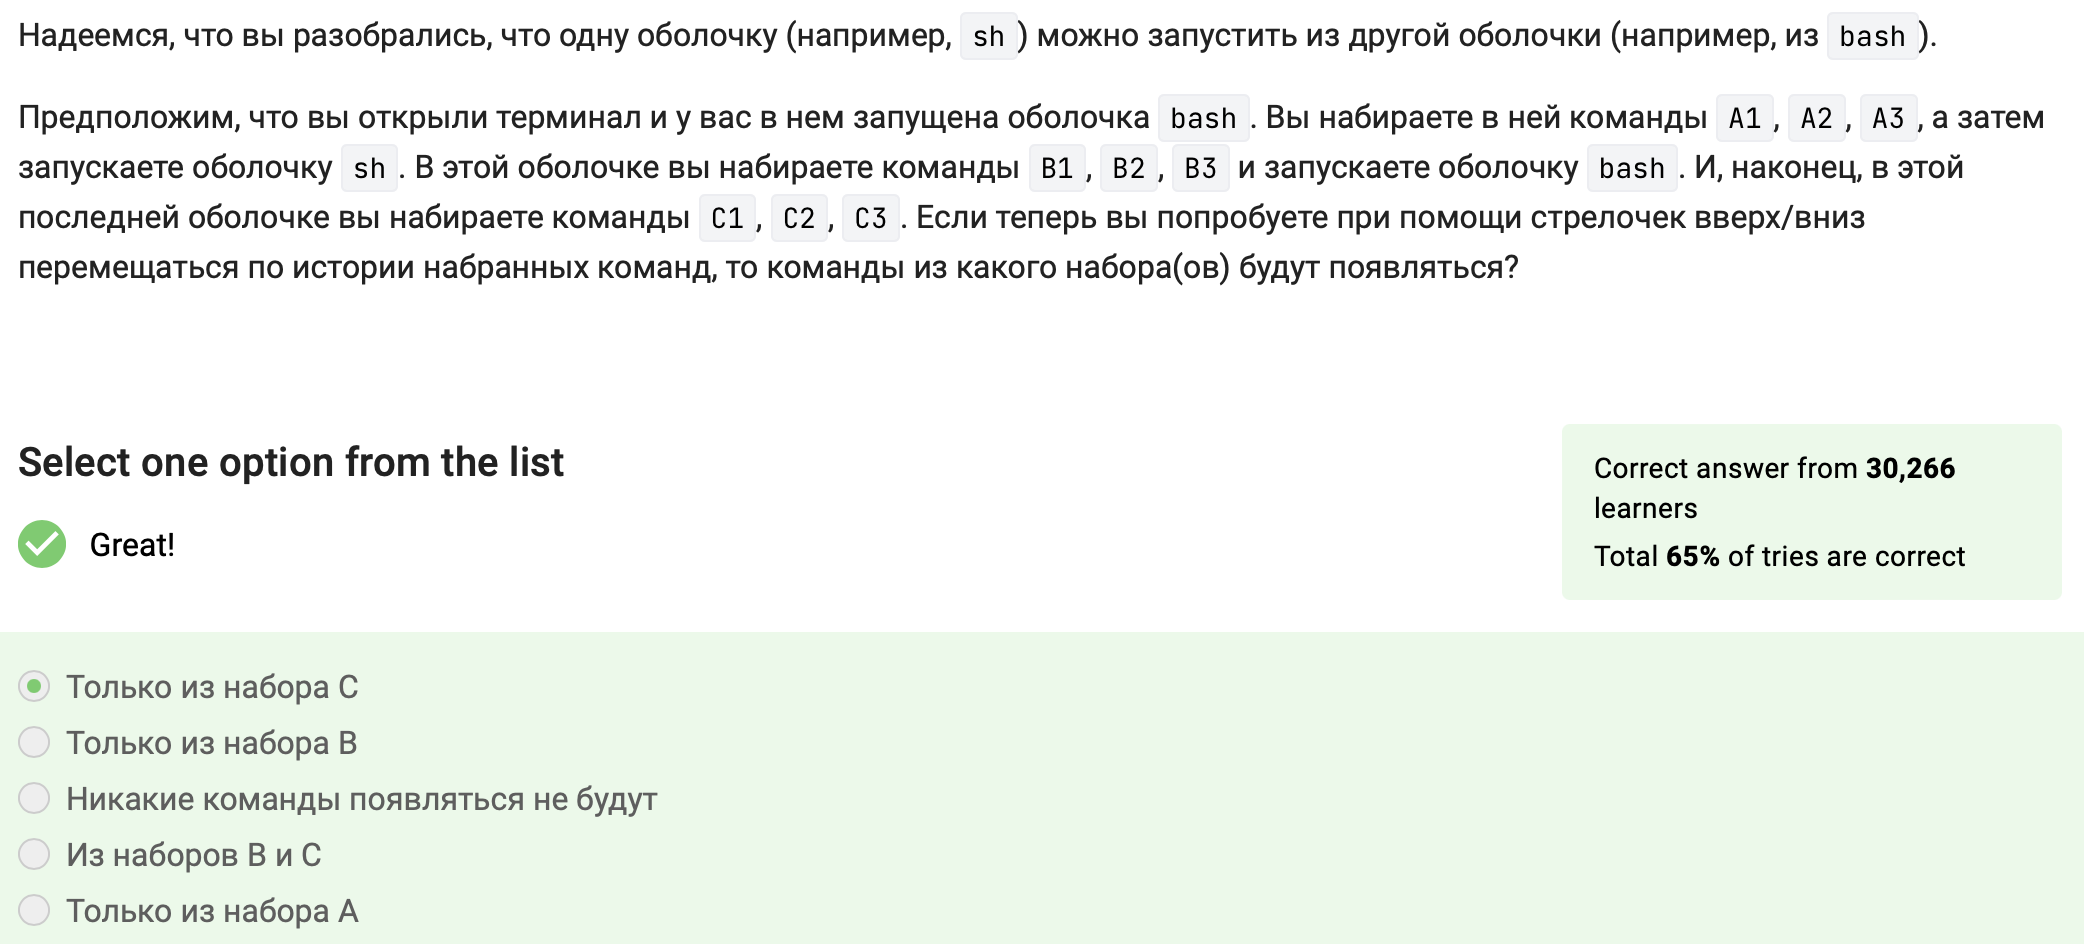 Надеемся, что вы разобрались, что одну оболочку (например, sh ) можно запустить из другой оболочки (например, из bash ).
Предположим, что вы открыли терминал и у вас в нем запущена оболочка bash . Вы набираете в ней команды A1 , A2 , A3 , а затем
запускаете оболочку sh . В этой оболочке вы набираете команды B1 , B2 , B3 и запускаете оболочку bash . И, наконец, в этой
последней оболочке вы набираете команды C1 , C2 , C3 . Если теперь вы попробуете при помощи стрелочек вверх/вниз
перемещаться по истории набранных команд, то команды из какого набора(ов) будут появляться?
Select one option from the list
Correct answer from 30,266
learners
Total 65% of tries are correct
Great!
Только из набора C
Только из набора B
Никакие команды появляться не будут
Из наборов B и C
Только из набора A